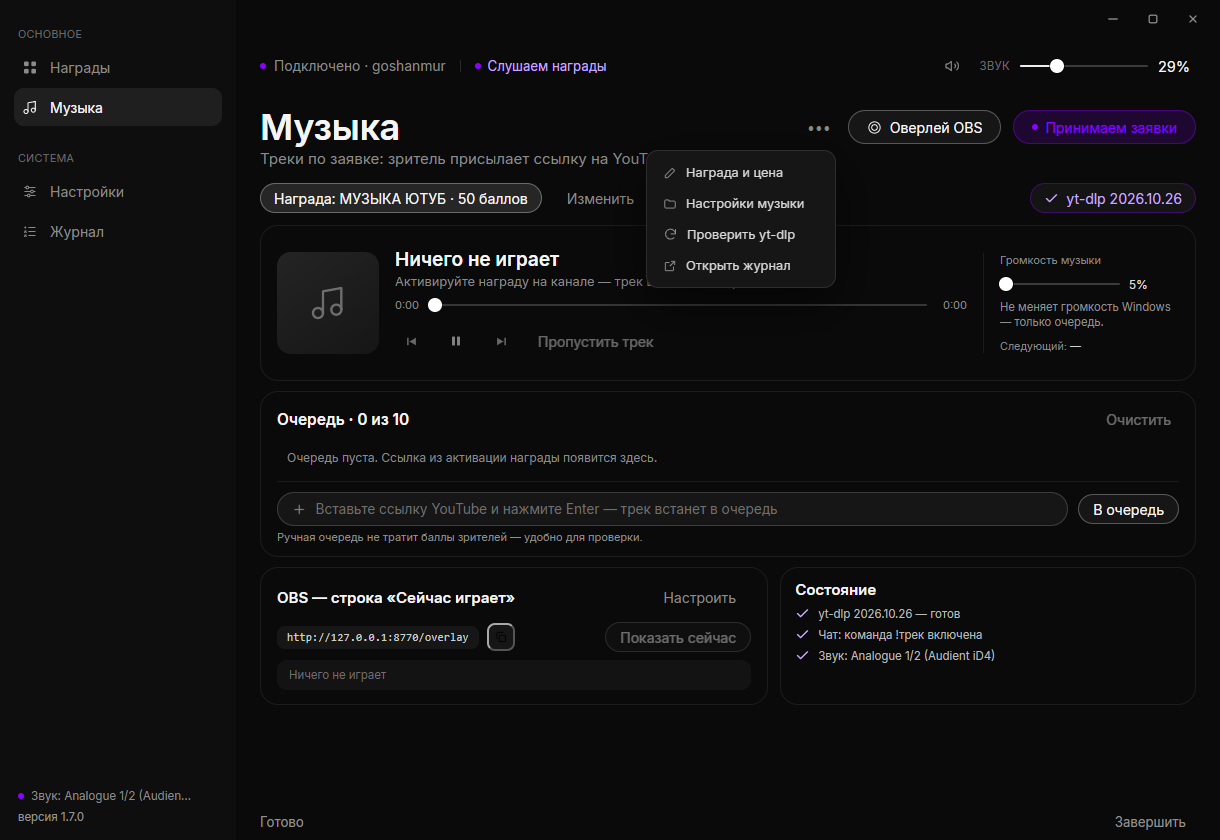 ОСНОВНОЕ
Награды
Музыка
СИСТЕМА
Настройки
Журнал
Звук: Analogue 1/2 (Audien...
версия 1.7.0
Подключено · goshanmur
Слушаем награды
ЗВУК
29%
Музыка
Оверлей OBS
Принимаем заявки
Треки по заявке: зритель присылает ссылку на YouT
Награда: МУЗЫКА ЮТУБ · 50 баллов
Изменить
yt-dlp 2026.10.26
Награда и цена
Настройки музыки
Проверить yt-dlp
Открыть журнал
Ничего не играет
Активируйте награду на канале — трек
0:00
0:00
Пропустить трек
Громкость музыки
5%
Не меняет громкость Windows
— только очередь.
Следующий: —
Очередь · 0 из 10
Очистить
Очередь пуста. Ссылка из активации награды появится здесь.
Вставьте ссылку YouTube и нажмите Enter — трек встанет в очередь
В очередь
Ручная очередь не тратит баллы зрителей — удобно для проверки.
OBS — строка «Сейчас играет»
Настроить
http://127.0.0.1:8770/overlay
Показать сейчас
Ничего не играет
Состояние
yt-dlp 2026.10.26 — готов
Чат: команда !трек включена
Звук: Analogue 1/2 (Audient iD4)
Готово
Завершить